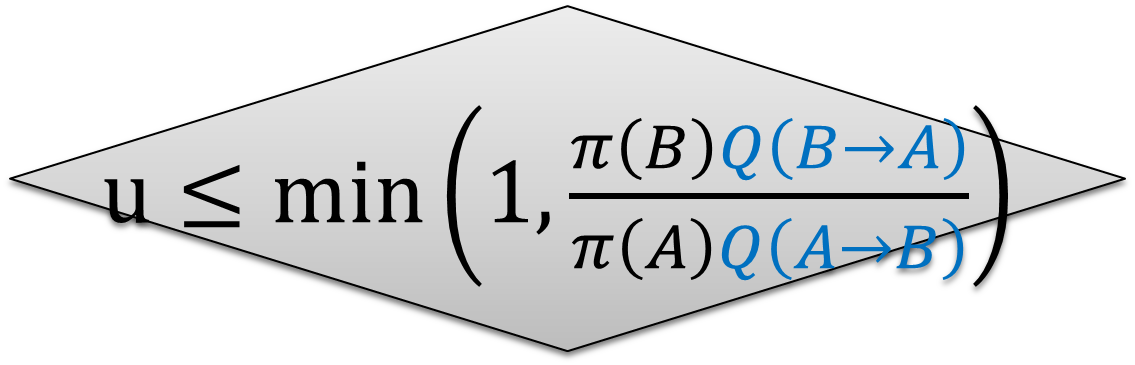 u ≤ min(1, π(B)Q(B→A) / π(A)Q(A→B))